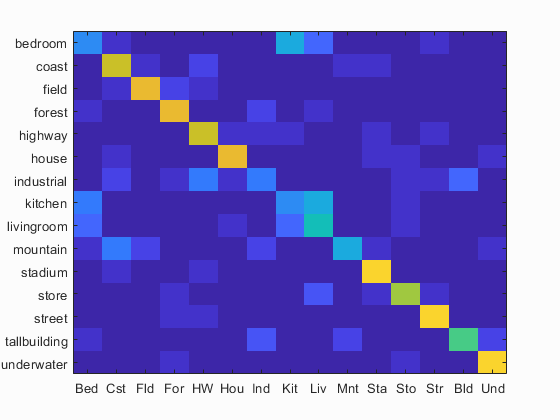 bedroom
coast
field
forest
highway
house
industrial
kitchen
livingroom
mountain
stadium
store
street
tallbuilding
underwater
Bed Cst Fld For HW Hou Ind Kit Liv Mnt Sta Sto Str Bld Und